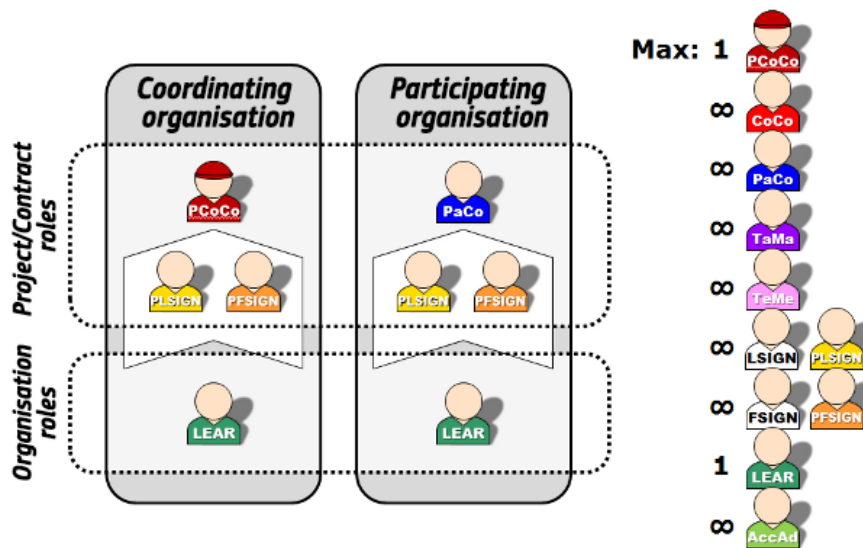 Coordinating
organisation
Participating
organisation
Project/Contract
roles
PCoCo
PaCo
PLSIGN
PFSIGN
PLSIGN
PFSIGN
Organisation
roles
LEAR
LEAR
Max: 1
PCoCo
∞
CoCo
∞
PaCo
∞
TaMa
∞
TeMe
∞
LSIGN
PLSIGN
∞
FSIGN
PFSIGN
1
LEAR
∞
AccAd